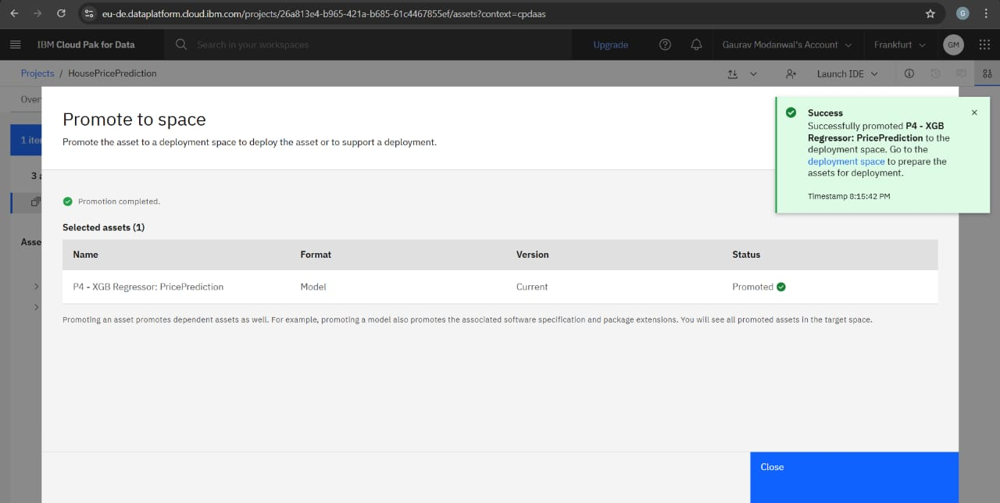 eu-de.dataplatform.cloud.ibm.com/projects/26a813e4-b965-421a-b685-61c4467855ef/assets?context=cpdaas
G
IBM Cloud Pak for Data
Search in your workspaces
Upgrade
Gaurav Modanwal's Account
Frankfurt
GM
Projects / HousePricePrediction
Launch IDE
Over
1 ite
3 a
Asse
Promote to space
Promote the asset to a deployment space to deploy the asset or to support a deployment.
Success
Successfully promoted P4 - XGB
Regressor: PricePrediction to the
deployment space. Go to the
deployment space to prepare the
assets for deployment.
Timestamp 8:15:42 PM
Promotion completed.
Selected assets (1)
Name Format Version Status
P4 - XGB Regressor: PricePrediction Model Current Promoted
Promoting an asset promotes dependent assets as well. For example, promoting a model also promotes the associated software specification and package extensions. You will see all promoted assets in the target space.
Close